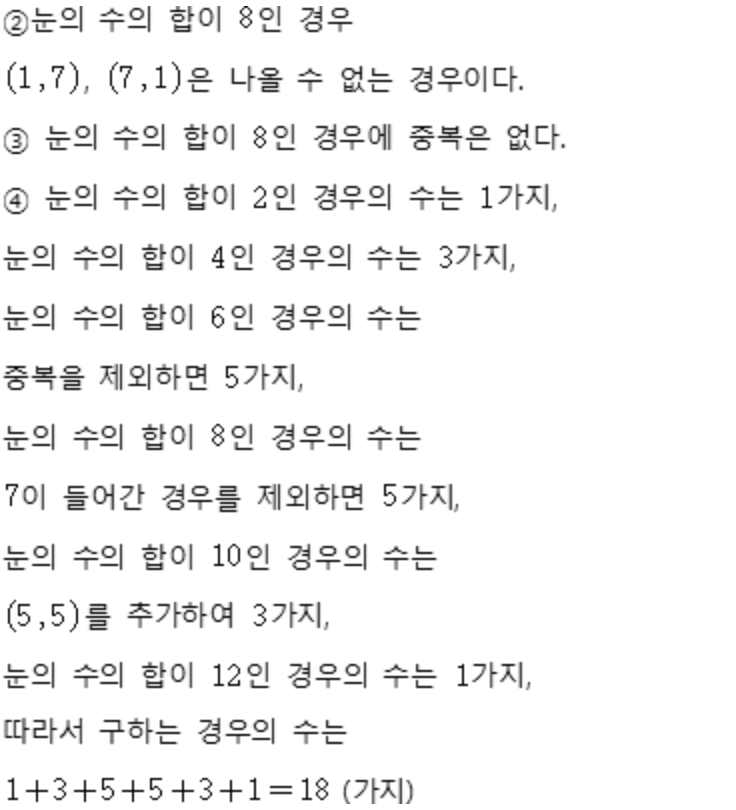 ②눈의 수의 합이 8인 경우
(1,7), (7,1)은 나올 수 없는 경우이다.
③ 눈의 수의 합이 8인 경우에 중복은 없다.
④ 눈의 수의 합이 2인 경우의 수는 1가지,
눈의 수의 합이 4인 경우의 수는 3가지,
눈의 수의 합이 6인 경우의 수는
중복을 제외하면 5가지,
눈의 수의 합이 8인 경우의 수는
7이 들어간 경우를 제외하면 5가지,
눈의 수의 합이 10인 경우의 수는
(5,5)를 추가하여 3가지,
눈의 수의 합이 12인 경우의 수는 1가지,
따라서 구하는 경우의 수는
1+3+5+5+3+1=18 (가지)